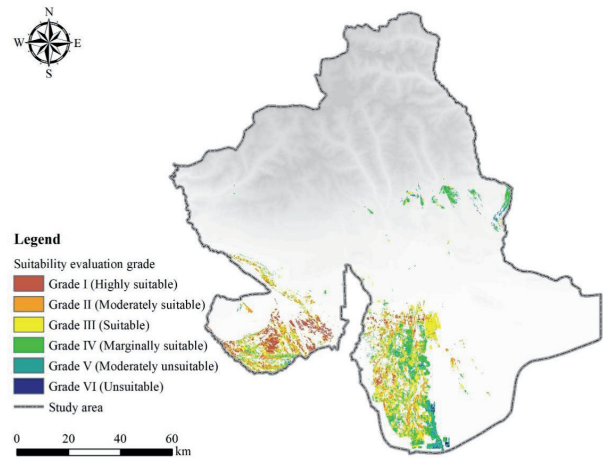 N
W E
S
Legend
Suitability evaluation grade
Grade I (Highly suitable)
Grade II (Moderately suitable)
Grade III (Suitable)
Grade IV (Marginally suitable)
Grade V (Moderately unsuitable)
Grade VI (Unsuitable)
Study area
0 20 40 60
km